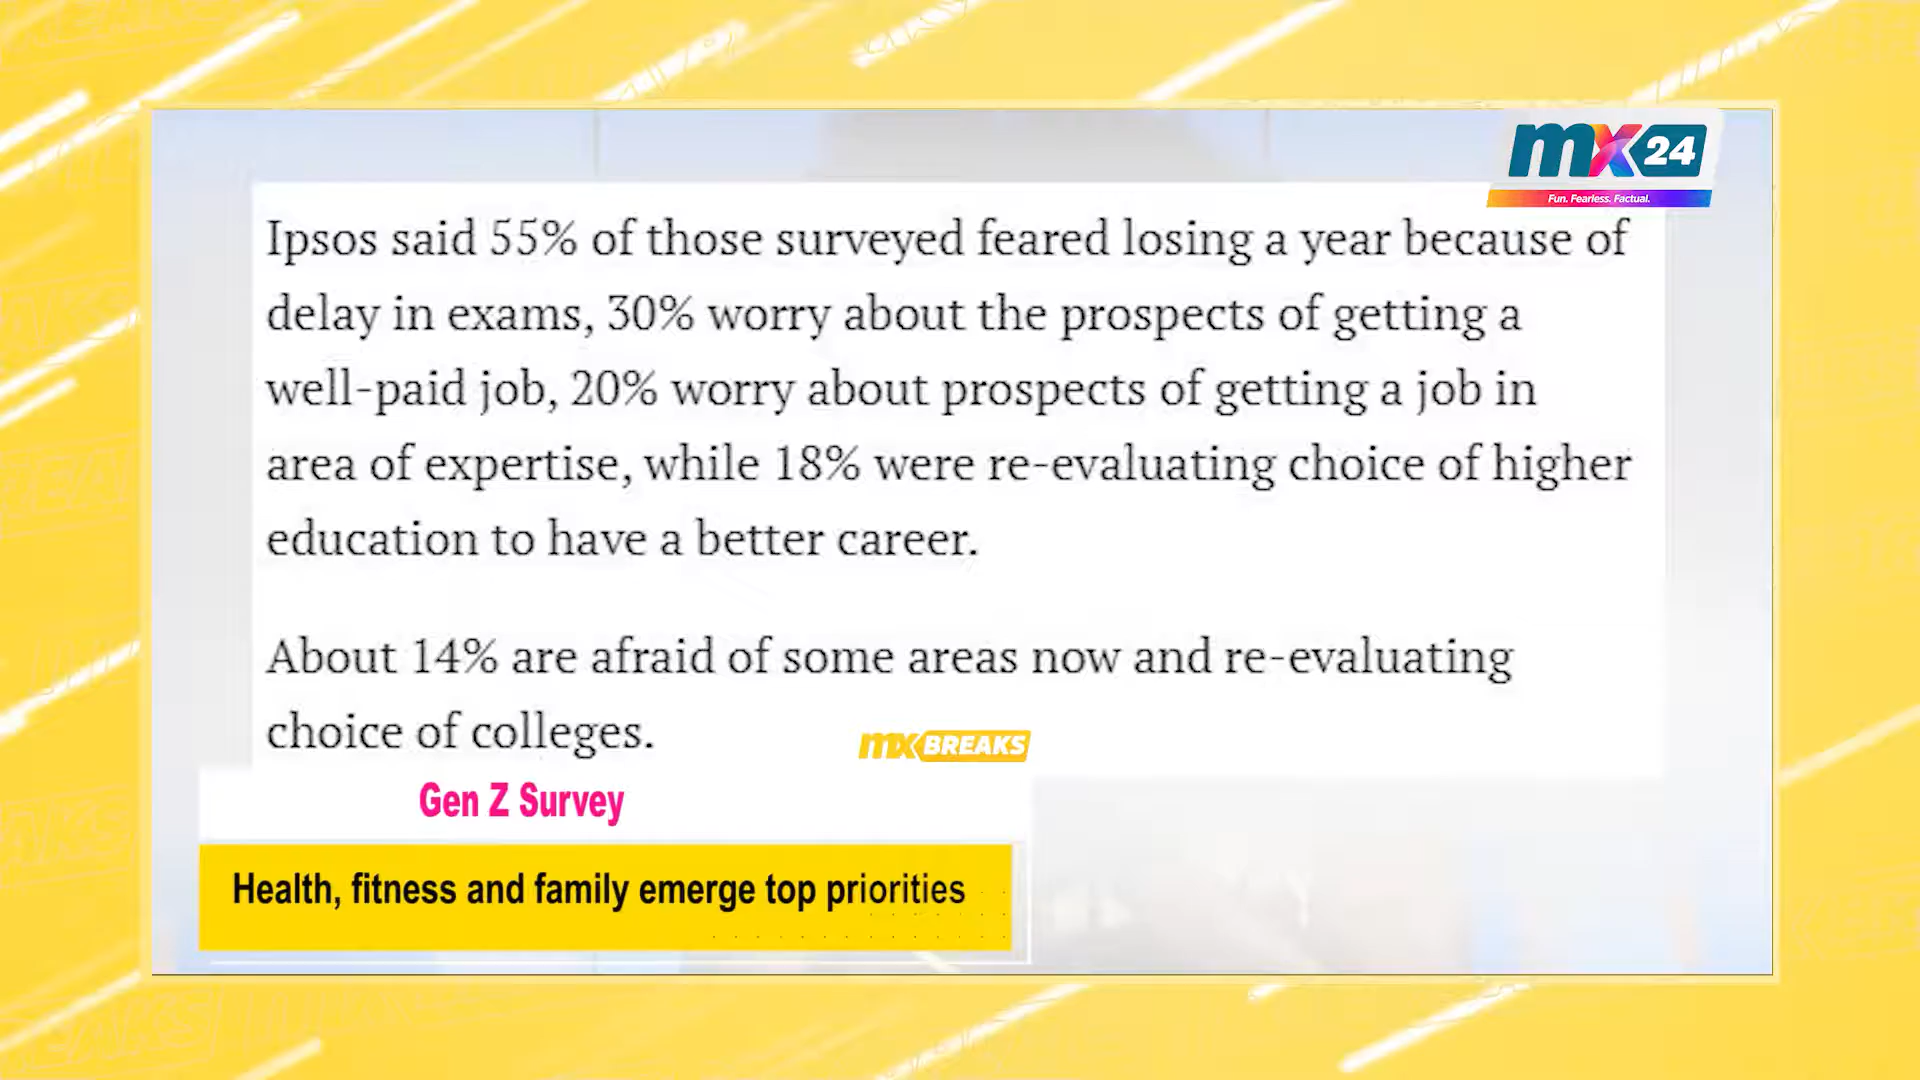 mx 24
Fun. Fearless. Factual.
Ipsos said 55% of those surveyed feared losing a year because of
delay in exams, 30% worry about the prospects of getting a
well-paid job, 20% worry about prospects of getting a job in
area of expertise, while 18% were re-evaluating choice of higher
education to have a better career.
About 14% are afraid of some areas now and re-evaluating
choice of colleges.
mx BREAKS
Gen Z Survey
Health, fitness and family emerge top priorities